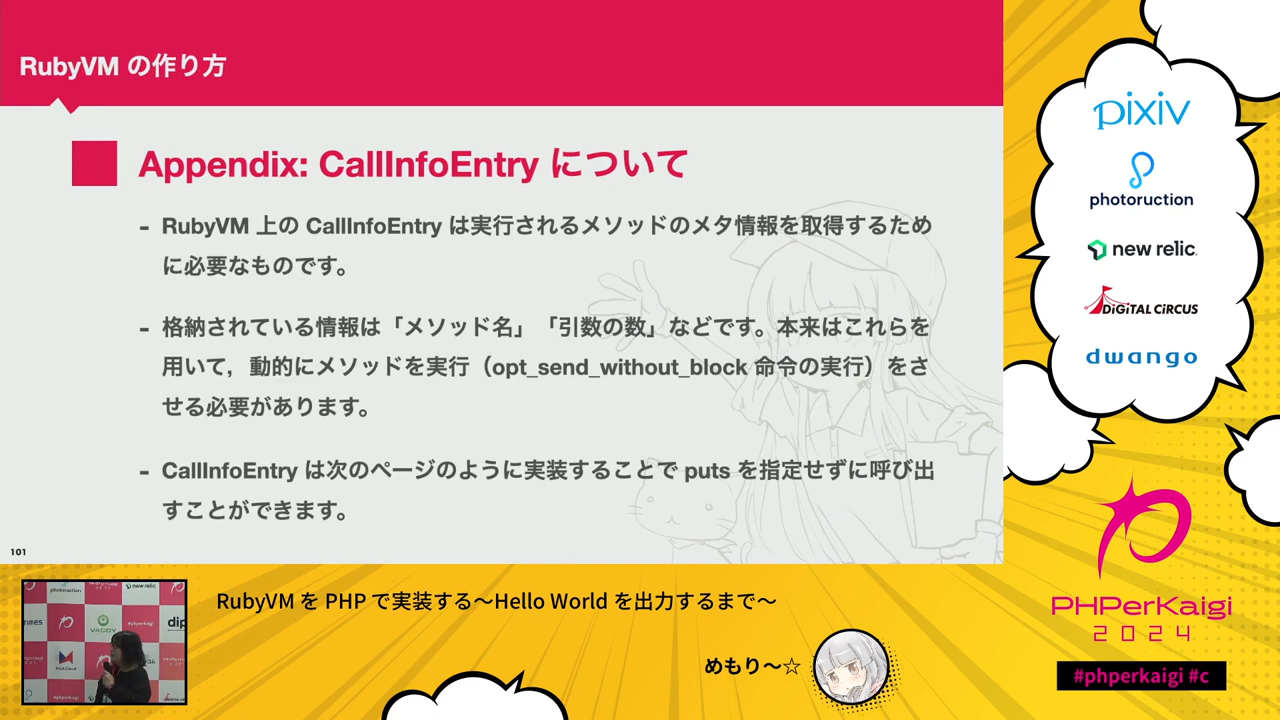 RubyVM の作り方
Appendix: CallInfoEntry について
- RubyVM 上の CallInfoEntry は実行されるメソッドのメタ情報を取得するため
に必要なものです。
- 格納されている情報は「メソッド名」「引数の数」などです。本来はこれらを
用いて，動的にメソッドを実行（opt_send_without_block 命令の実行）をさ
せる必要があります。
- CallInfoEntry は次のページのように実装することで puts を指定せずに呼び出
すことができます。
101
pixiv
photoruction
new relic
DiGiTAL CiRCUS
dwango
PHPerKaigi
2024
#phperkaigi #c
RubyVM を PHP で実装する〜Hello World を出力するまで〜
めもり〜☆
photoruction
new relic
VADDY
#phperkaigi
dip
#phperkaigi